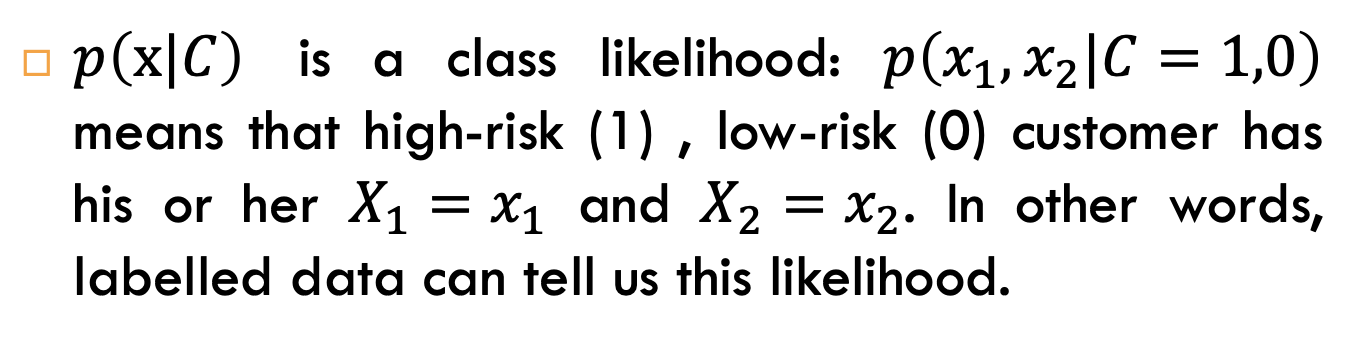 □ p(x|C) is a class likelihood: p(x₁, x₂|C = 1,0)
means that high-risk (1) , low-risk (0) customer has
his or her X₁ = x₁ and X₂ = x₂. In other words,
labelled data can tell us this likelihood.